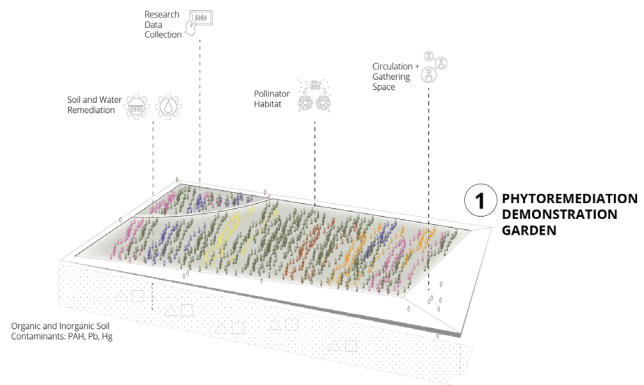 Research
Data
Collection
Soil and Water
Remediation
Pollinator
Habitat
Circulation +
Gathering
Space
1
PHYTOREMEDIATION
DEMONSTRATION
GARDEN
Organic and Inorganic Soil
Contaminants: PAH, Pb, Hg